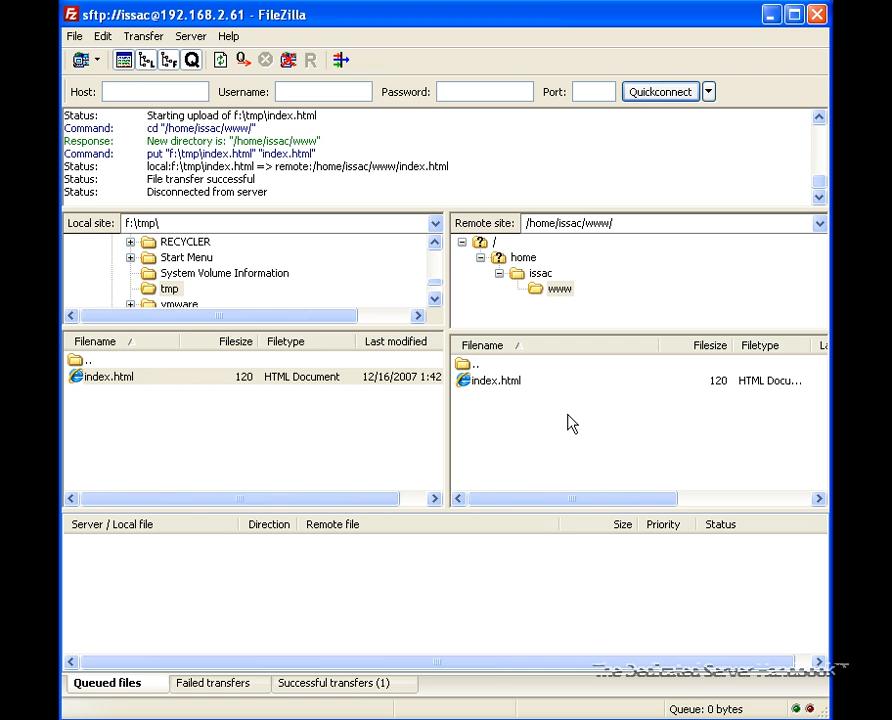 sftp://issac@192.168.2.61 - FileZilla
File Edit Transfer Server Help
Host: Username: Password: Port: Quickconnect
Status: Starting upload of f:\tmp\index.html
Command: cd "/home/issac/www/"
Response: New directory is: "/home/issac/www"
Command: put "f:\tmp\index.html" "index.html"
Status: local:f:\tmp\index.html => remote:/home/issac/www/index.html
Status: File transfer successful
Status: Disconnected from server
Local site: f:\tmp\
Remote site: /home/issac/www/
RECYCLER
Start Menu
System Volume Information
tmp
vmware
/
home
issac
www
Filename Filesize Filetype Last modified
..
index.html 120 HTML Document 12/16/2007 1:42
Filename Filesize Filetype La
..
index.html 120 HTML Docu...
Server / Local file Direction Remote file Size Priority Status
The Dedicated Server Handbook™
Queued files Failed transfers Successful transfers (1)
Queue: 0 bytes